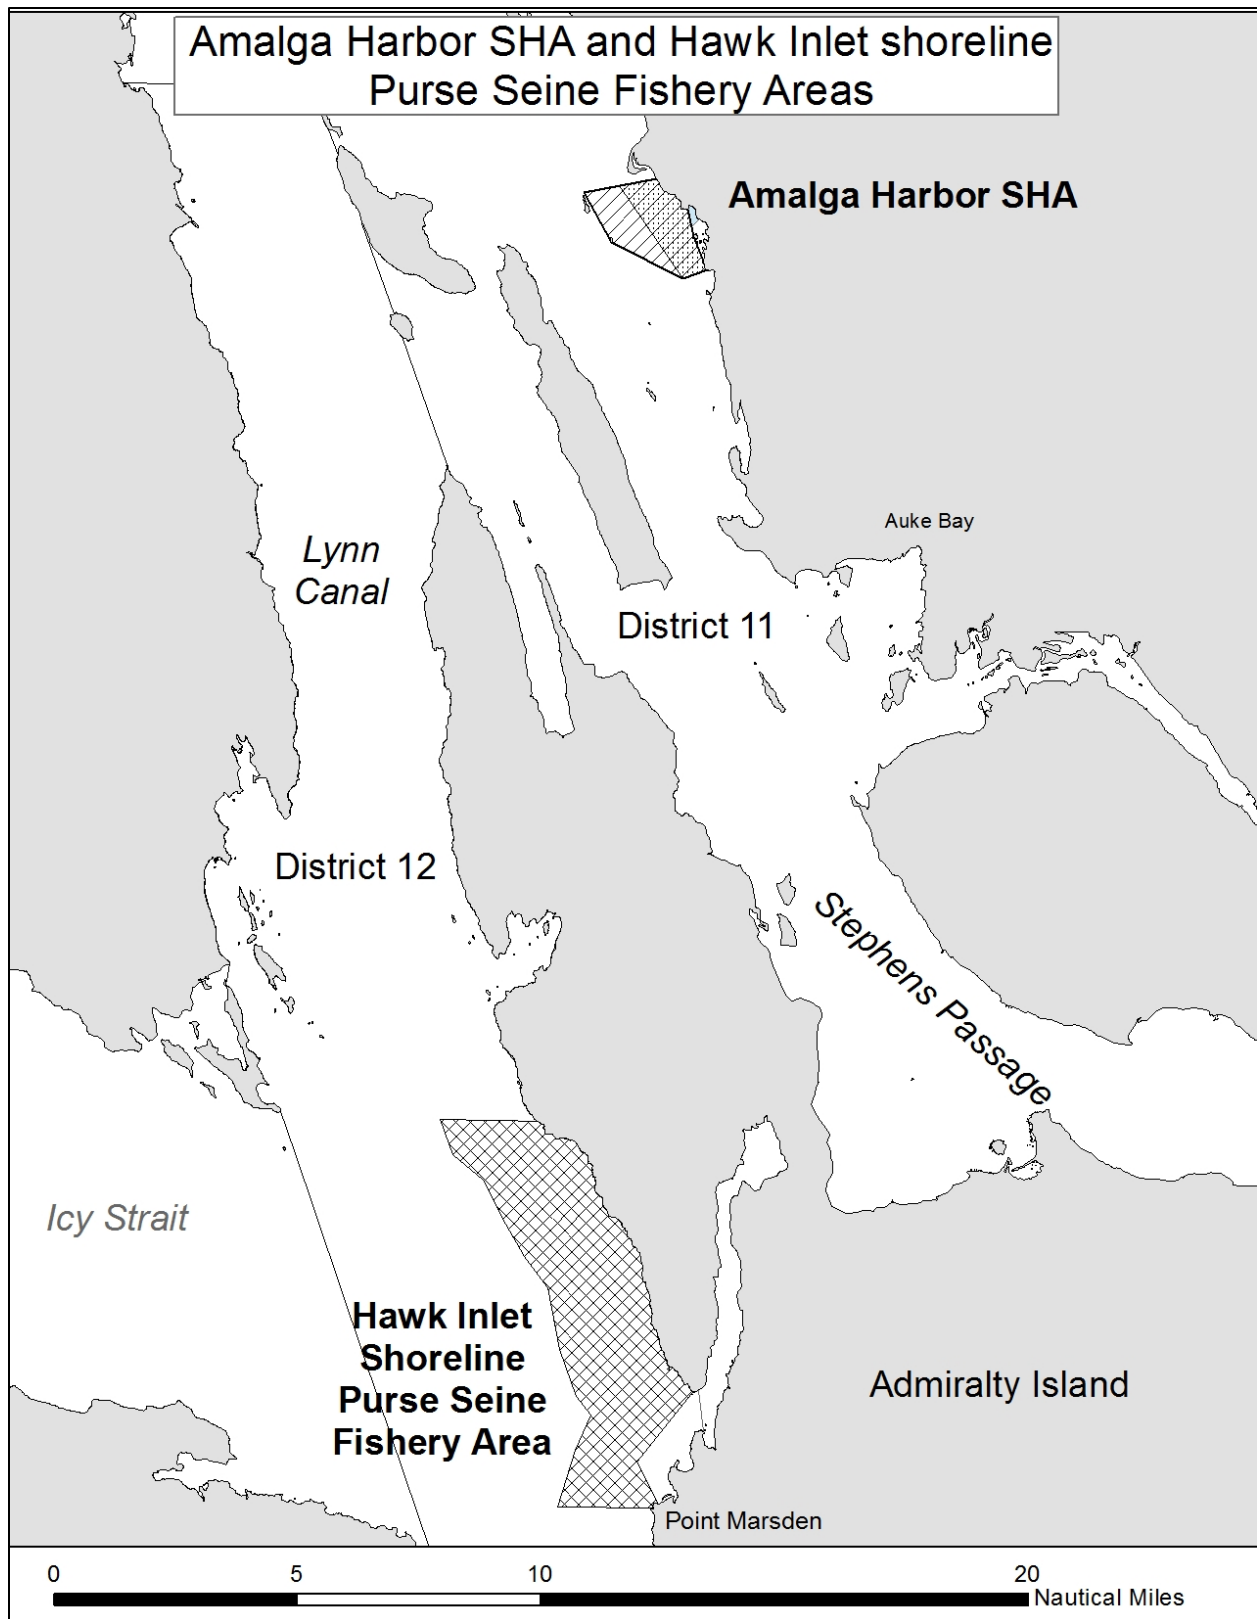 Amalga Harbor SHA and Hawk Inlet shoreline
Purse Seine Fishery Areas
Amalga Harbor SHA
Auke Bay
Lynn
Canal
District 11
District 12
Stephens Passage
Icy Strait
Hawk Inlet
Shoreline
Purse Seine
Fishery Area
Admiralty Island
Point Marsden
0 5 10 20
Nautical Miles